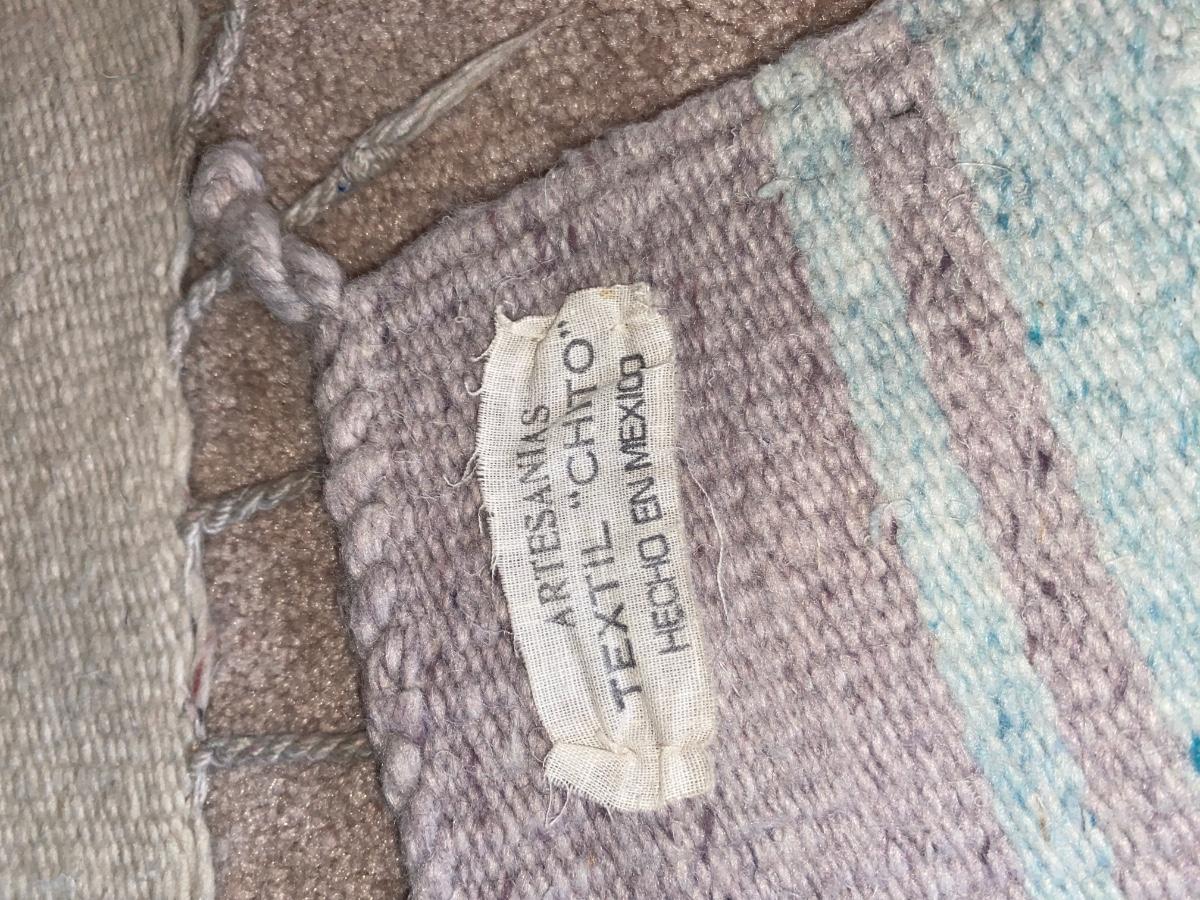 ARTESANIAS
TEXTIL "CHITO"
HECHO EN MEXICO